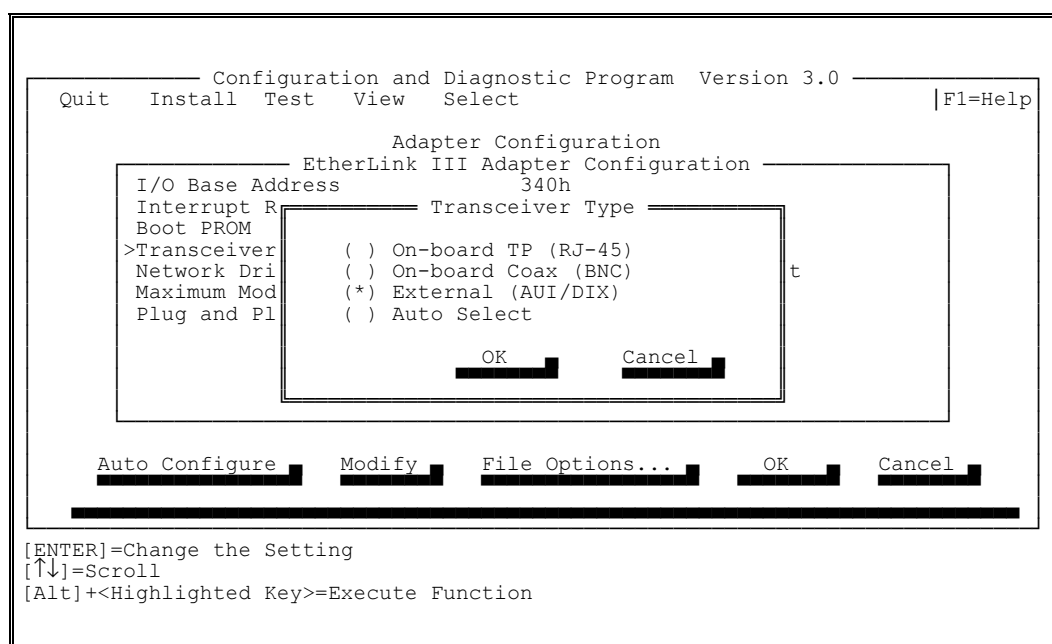 Configuration and Diagnostic Program Version 3.0
Quit Install Test View Select |F1=Help
Adapter Configuration
EtherLink III Adapter Configuration
I/O Base Address 340h
Interrupt R
Transceiver Type
Boot PROM
>Transceiver ( ) On-board TP (RJ-45)
Network Dri ( ) On-board Coax (BNC) t
Maximum Mod (*) External (AUI/DIX)
Plug and Pl ( ) Auto Select
OK Cancel
Auto Configure Modify File Options... OK Cancel
[ENTER]=Change the Setting
[↑↓]=Scroll
[Alt]+<Highlighted Key>=Execute Function